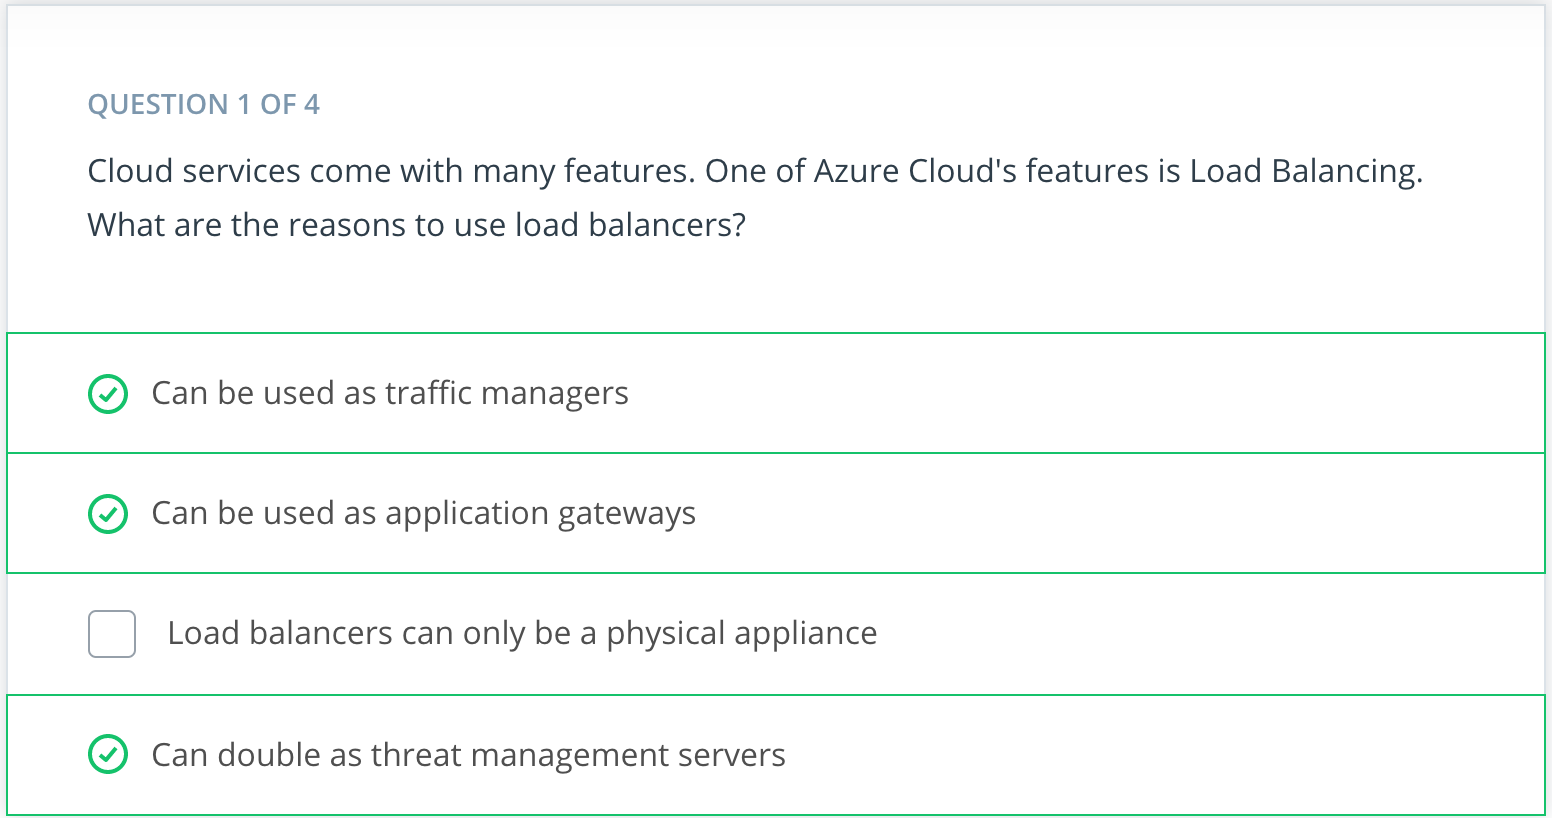 QUESTION 1 OF 4
Cloud services come with many features. One of Azure Cloud's features is Load Balancing.
What are the reasons to use load balancers?
Can be used as traffic managers
Can be used as application gateways
Load balancers can only be a physical appliance
Can double as threat management servers